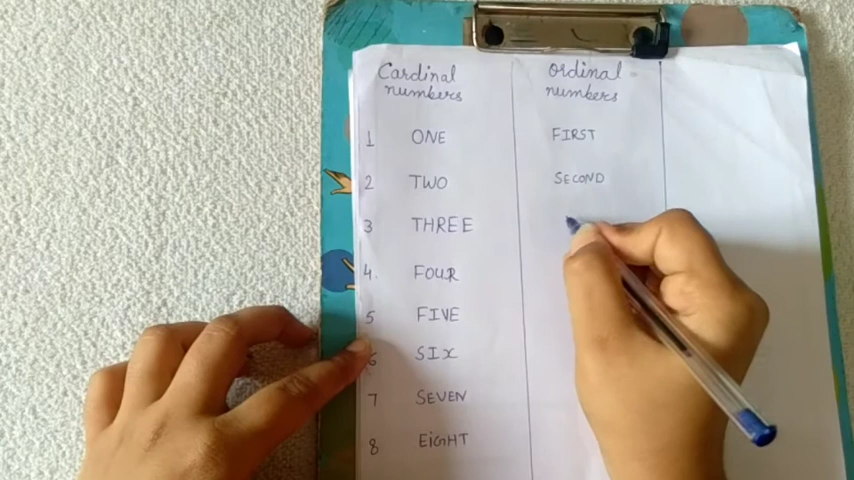 Cardinal numbers Ordinal numbers
1 ONE FIRST
2 TWO SECOND
3 THREE
4. FOUR
5 FIVE
6 SIX
7 SEVEN
8 EiGHT